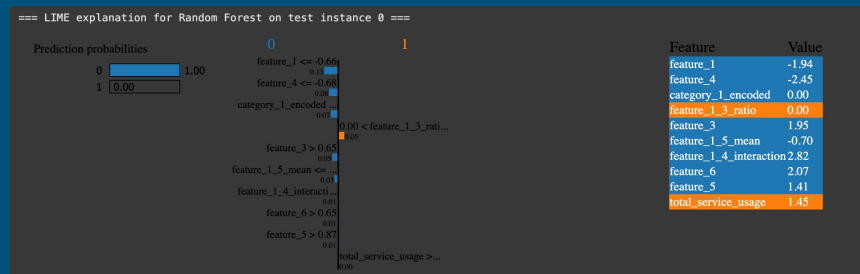 === LIME explanation for Random Forest on test instance 0 ===
Prediction probabilities
0 1.00
1 0.00
0 1
feature_1 <= -0.66
0.15
feature_4 <= -0.68
0.08
category_1_encoded ...
0.07
0.00 < feature_1_3_rati...
0.05
feature_3 > 0.65
0.05
feature_1_5_mean <= ...
0.03
feature_1_4_interacti...
0.01
feature_6 > 0.65
0.01
feature_5 > 0.87
0.01
total_service_usage >...
0.00
Feature Value
feature_1 -1.94
feature_4 -2.45
category_1_encoded 0.00
feature_1_3_ratio 0.00
feature_3 1.95
feature_1_5_mean -0.70
feature_1_4_interaction 2.82
feature_6 2.07
feature_5 1.41
total_service_usage 1.45